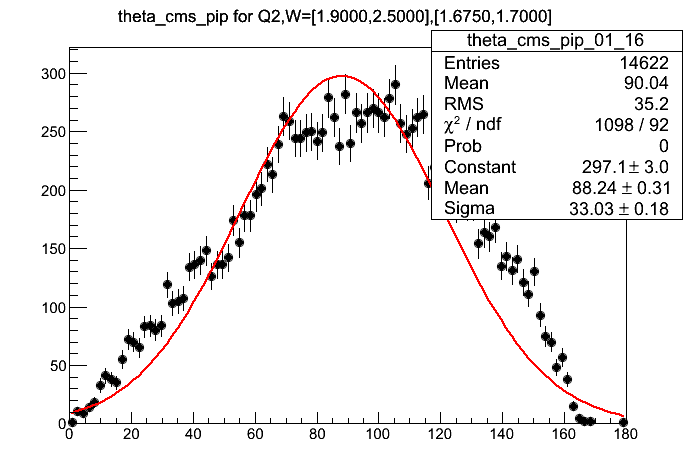 theta_cms_pip for Q2,W=[1.9000,2.5000],[1.6750,1.7000]
theta_cms_pip_01_16
Entries 14622
Mean 90.04
RMS 35.2
χ² / ndf 1098 / 92
Prob 0
Constant 297.1 ± 3.0
Mean 88.24 ± 0.31
Sigma 33.03 ± 0.18
300
250
200
150
100
50
0
0 20 40 60 80 100 120 140 160 180